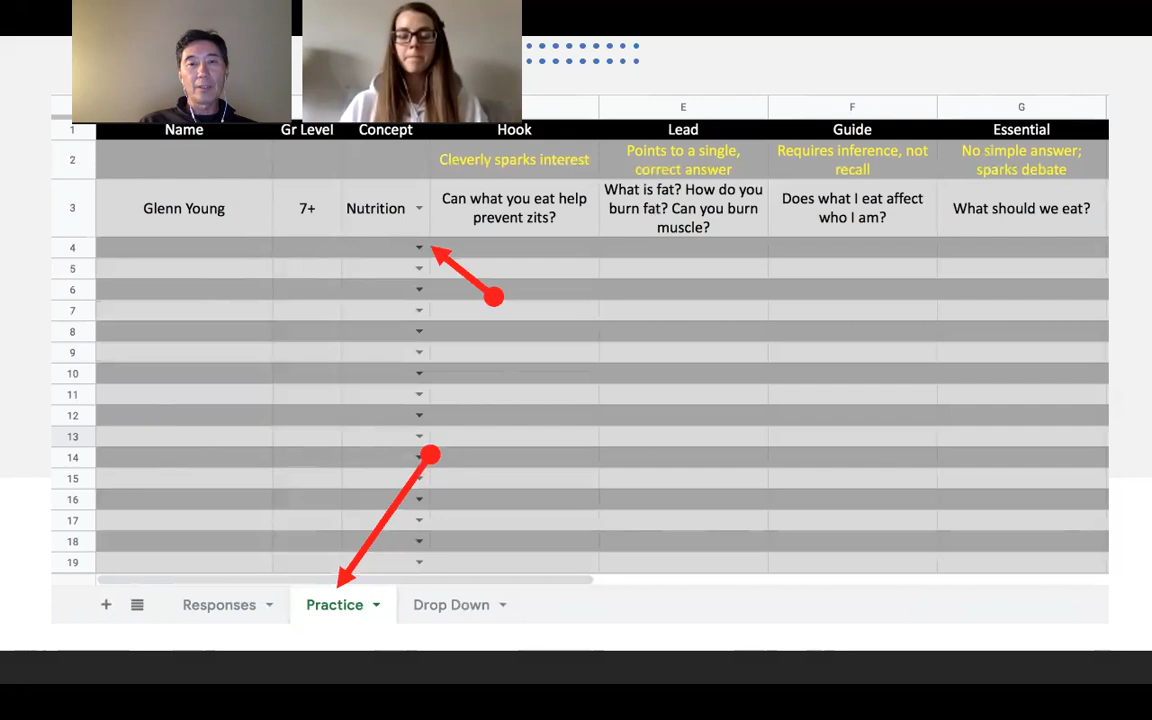 E F G
1 Name Gr Level Concept Hook Lead Guide Essential
2 Cleverly sparks interest Points to a single, Requires inference, not No simple answer;
correct answer recall sparks debate
3 Glenn Young 7+ Nutrition Can what you eat help What is fat? How do you Does what I eat affect What should we eat?
prevent zits? burn fat? Can you burn who I am?
muscle?
4
5
6
7
8
9
10
11
12
13
14
15
16
17
18
19
+ Responses Practice Drop Down